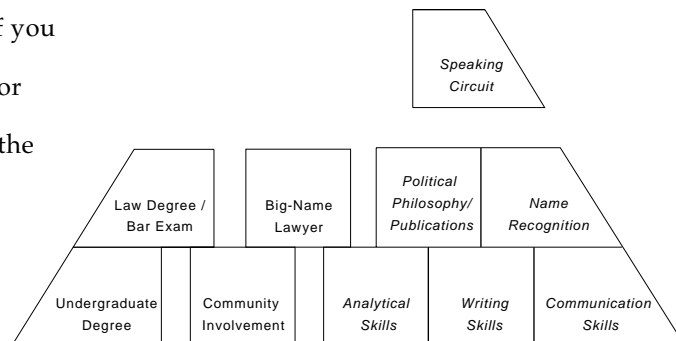 f you
or
the
Speaking
Circuit
Law Degree /
Bar Exam
Big-Name
Lawyer
Political
Philosophy/
Publications
Name
Recognition
Undergraduate
Degree
Community
Involvement
Analytical
Skills
Writing
Skills
Communication
Skills